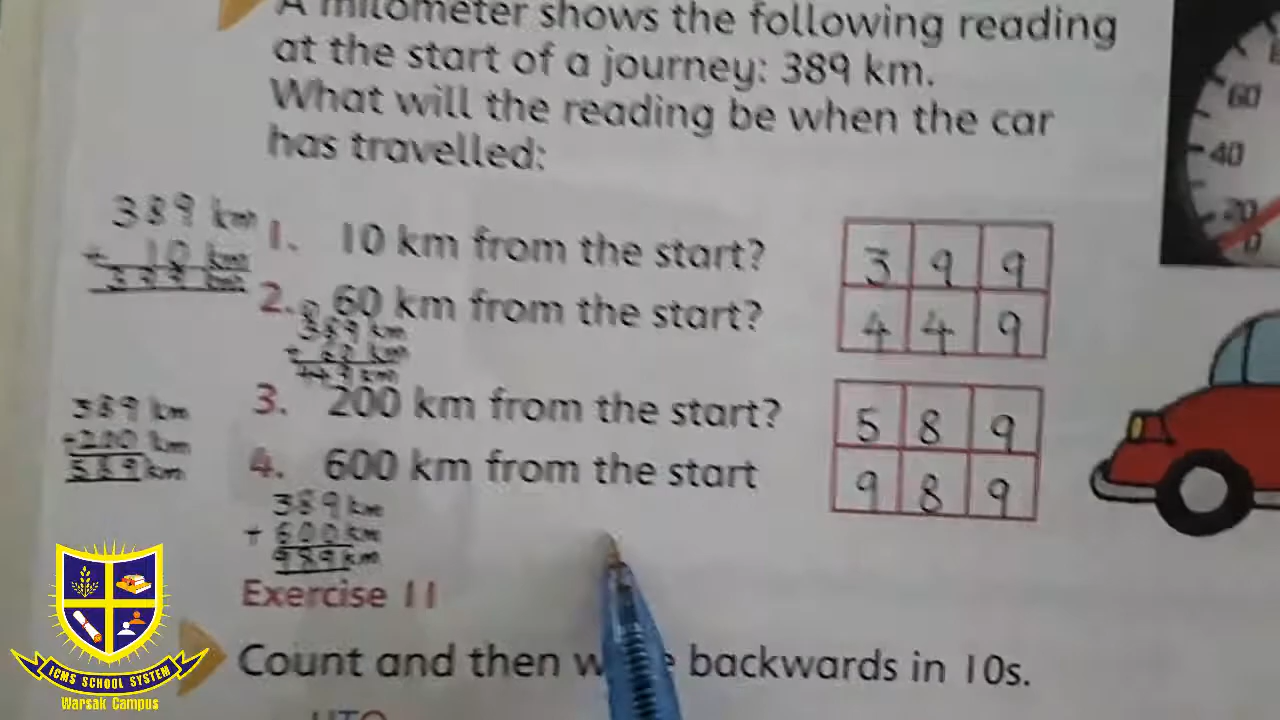 A milometer shows the following reading
at the start of a journey: 389 km.
What will the reading be when the car
has travelled:
389 km
+ 10 km
399 km
1. 10 km from the start?
3 9 9
2. 60 km from the start?
4 4 9
389 km
+ 60 km
449 km
3. 200 km from the start?
5 8 9
389 km
+200 km
589 km
4. 600 km from the start
9 8 9
389 km
+ 600 km
989 km
Exercise 11
Count and then backwards in 10s.
HTO
60
40
20
0
ICMS SCHOOL SYSTEM
Warsak Campus